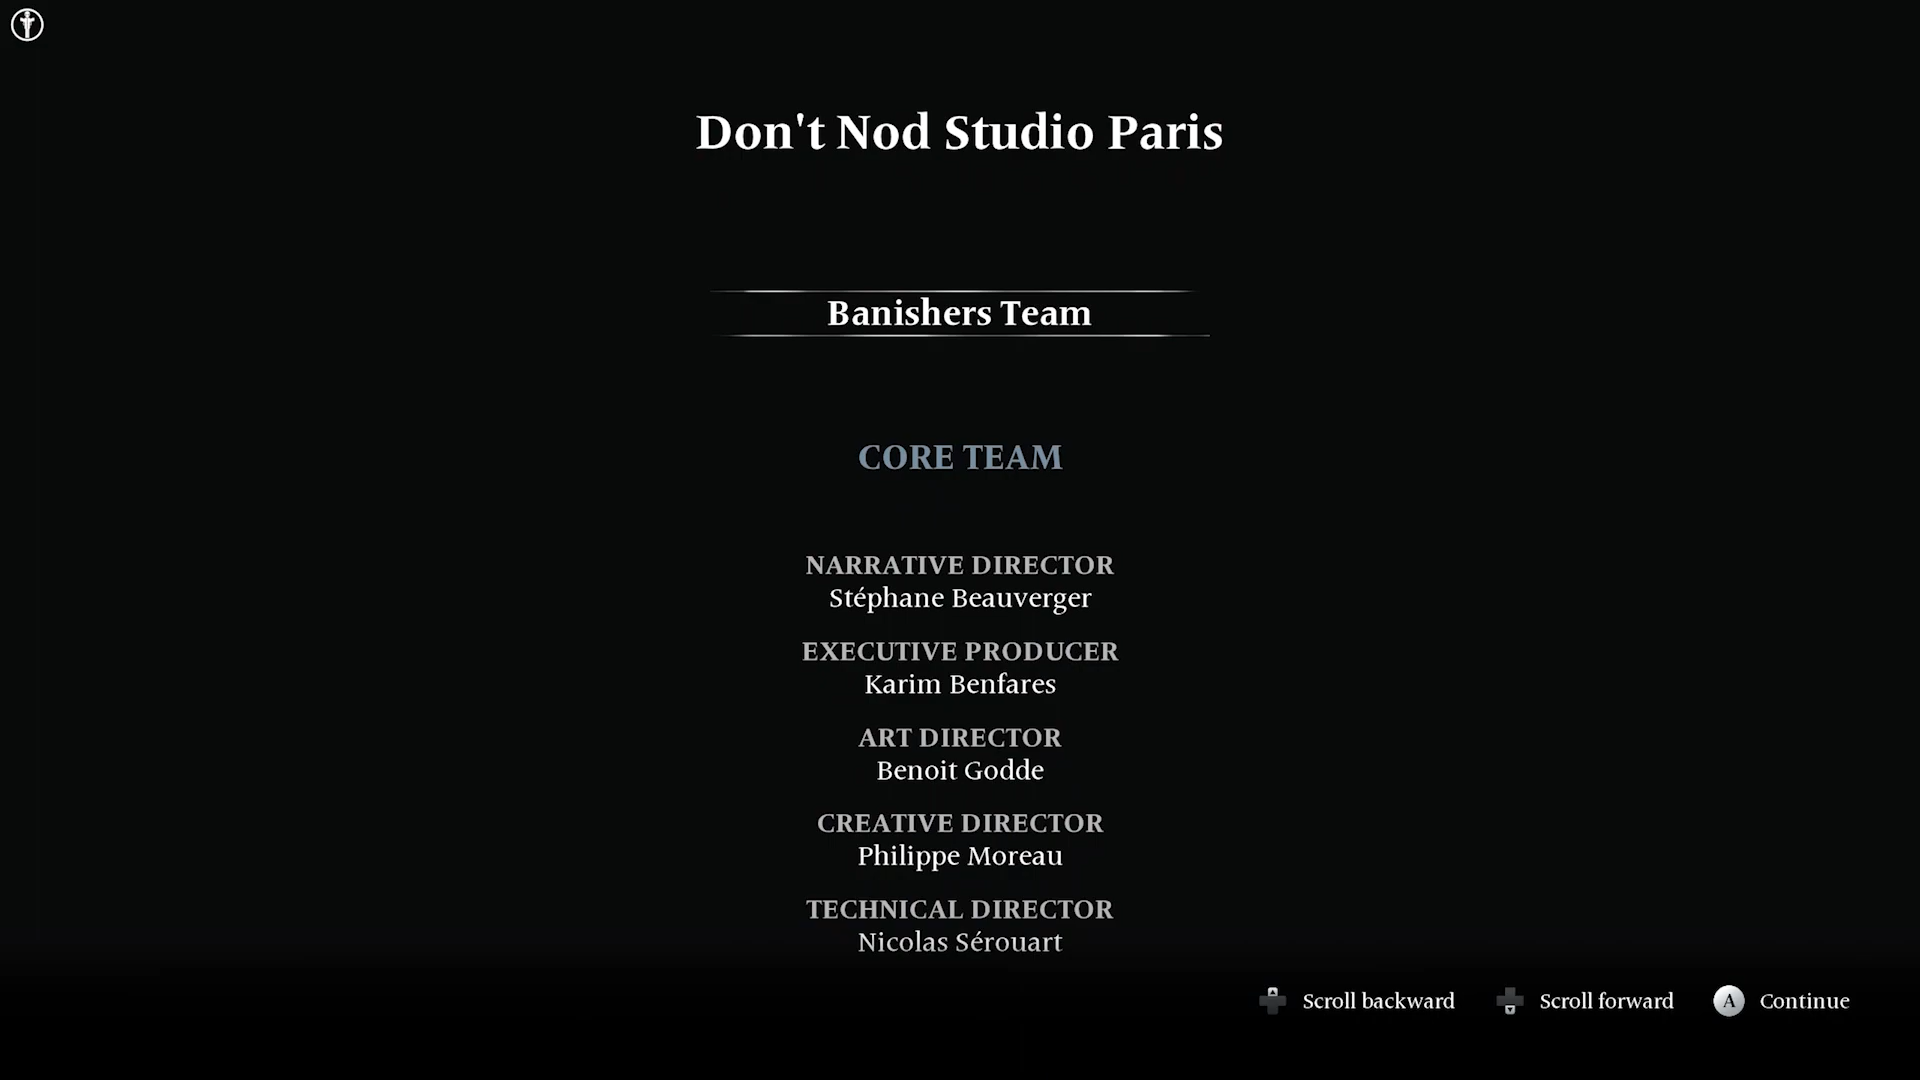 Don't Nod Studio Paris
Banishers Team
CORE TEAM
NARRATIVE DIRECTOR
Stéphane Beauverger
EXECUTIVE PRODUCER
Karim Benfares
ART DIRECTOR
Benoit Godde
CREATIVE DIRECTOR
Philippe Moreau
TECHNICAL DIRECTOR
Nicolas Sérouart
Scroll backward Scroll forward A Continue